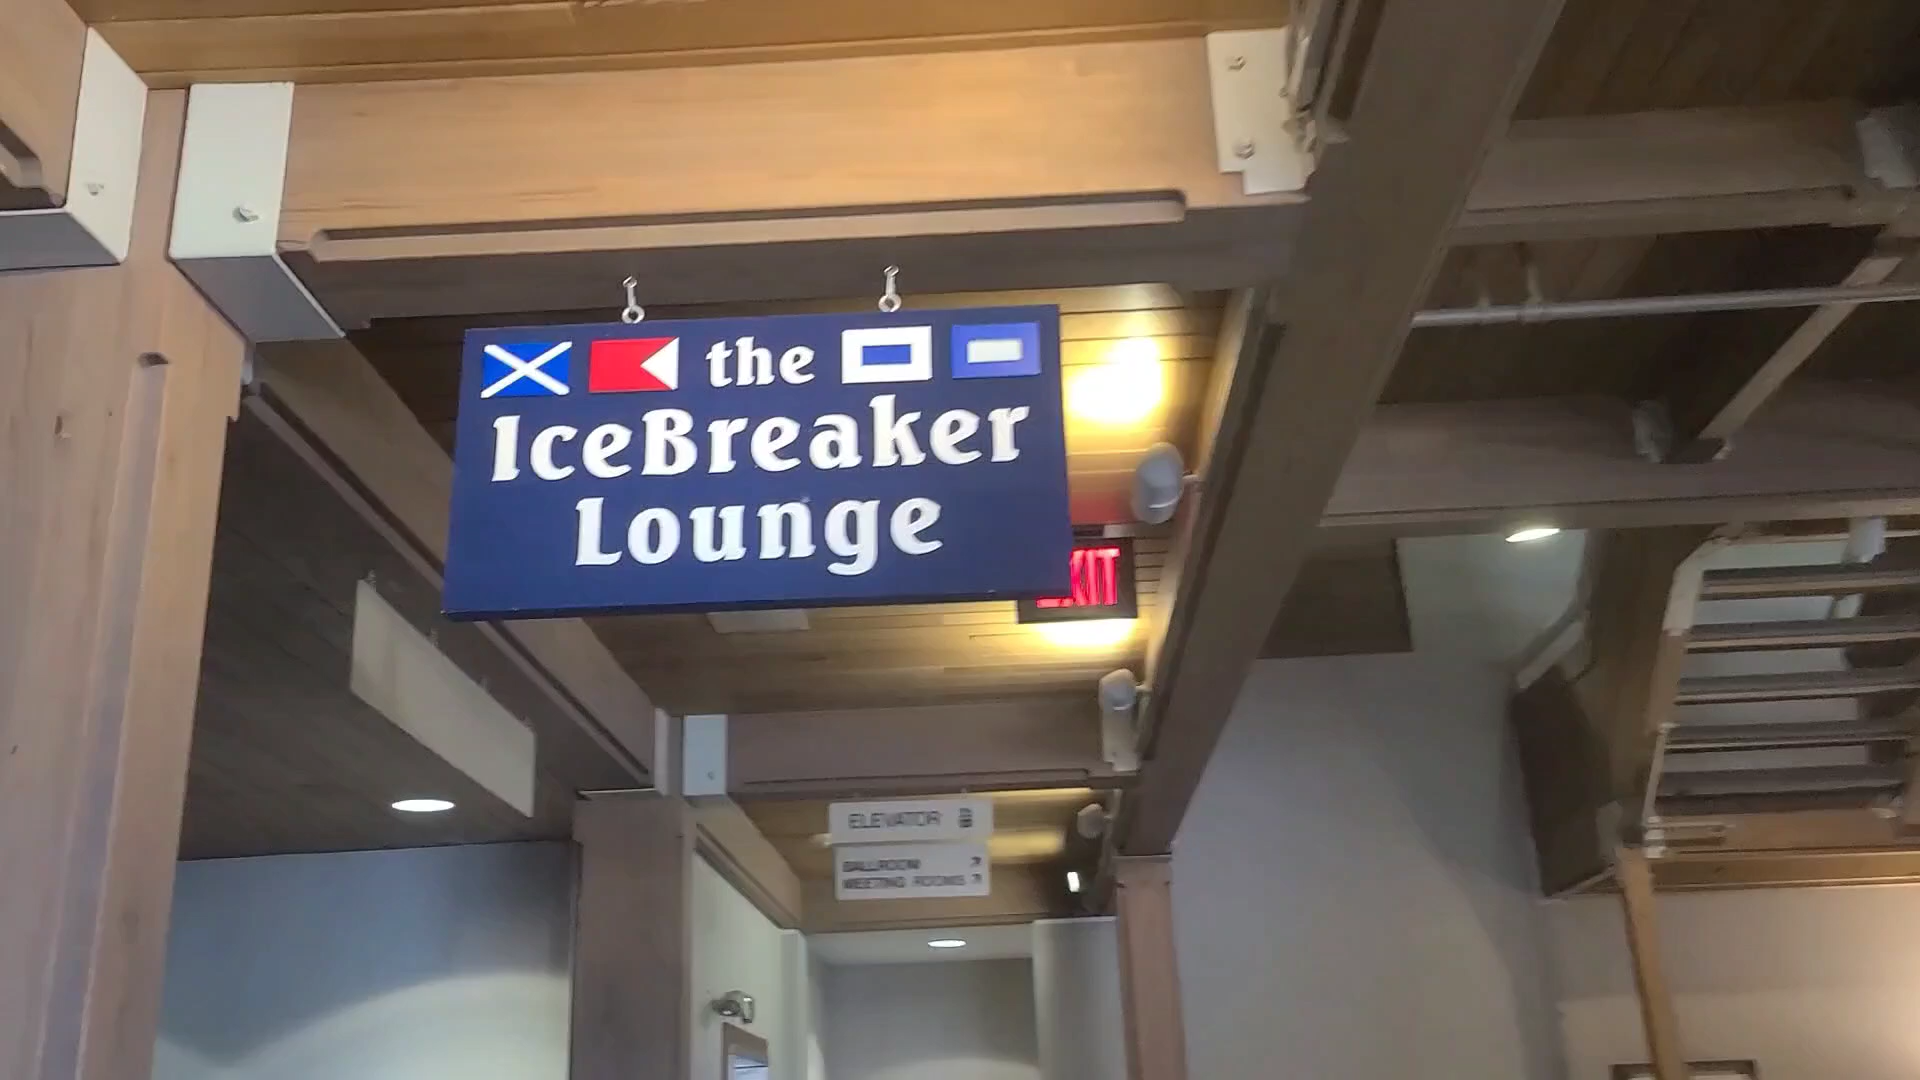 the
IceBreaker
Lounge
EXIT
ELEVATOR
BALLROOM
MEETING ROOMS